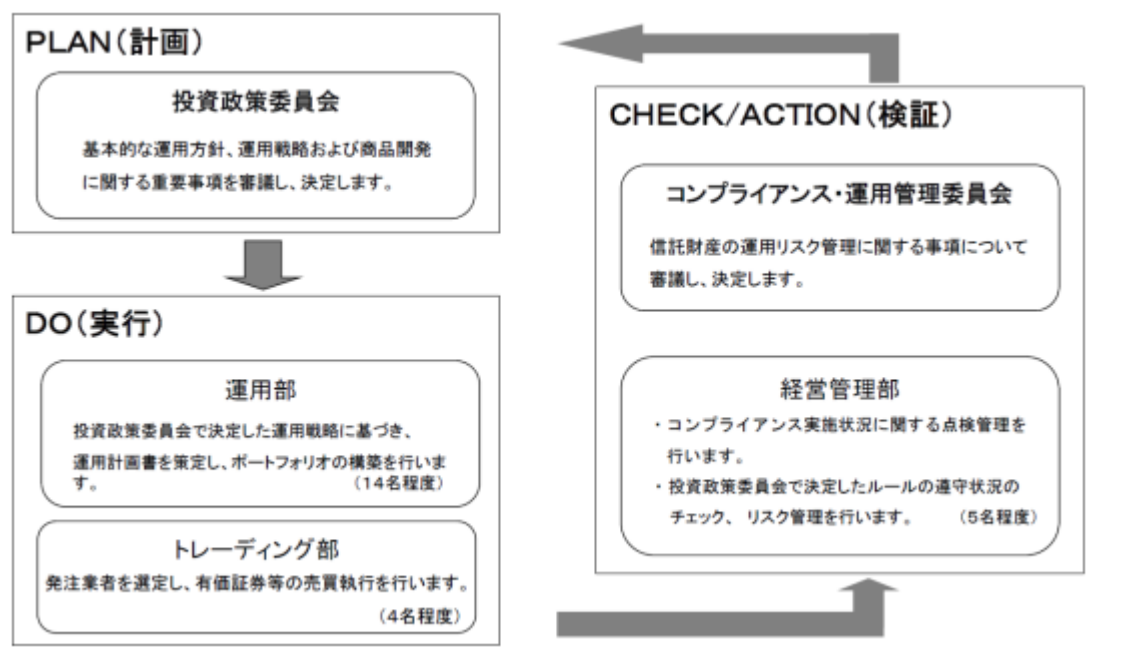 PLAN(計画)
投資政策委員会
基本的な運用方針、運用戦略および商品開発
に関する重要事項を審議し、決定します。
DO(実行)
運用部
投資政策委員会で決定した運用戦略に基づき、
運用計画書を策定し、ポートフォリオの構築を行いま
す。 (14名程度)
トレーディング部
発注業者を選定し、有価証券等の売買執行を行います。
(4名程度)
CHECK/ACTION(検証)
コンプライアンス・運用管理委員会
信託財産の運用リスク管理に関する事項について
審議し、決定します。
経営管理部
・コンプライアンス実施状況に関する点検管理を
行います。
・投資政策委員会で決定したルールの遵守状況の
チェック、 リスク管理を行います。 (5名程度)